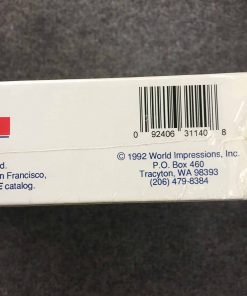 0 92406 31140 8
© 1992 World Impressions, Inc.
P.O. Box 460
Tracyton, WA 98393
(206) 479-8384
d.
n Francisco,
E catalog.